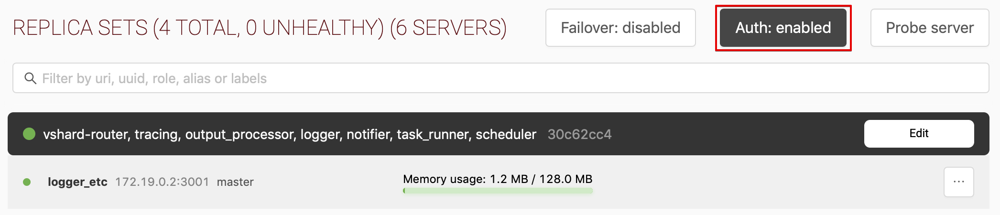 REPLICA SETS (4 TOTAL, 0 UNHEALTHY) (6 SERVERS)
Failover: disabled
Auth: enabled
Probe server
Filter by uri, uuid, role, alias or labels
vshard-router, tracing, output_processor, logger, notifier, task_runner, scheduler 30c62cc4
Edit
logger_etc 172.19.0.2:3001 master
Memory usage: 1.2 MB / 128.0 MB
···